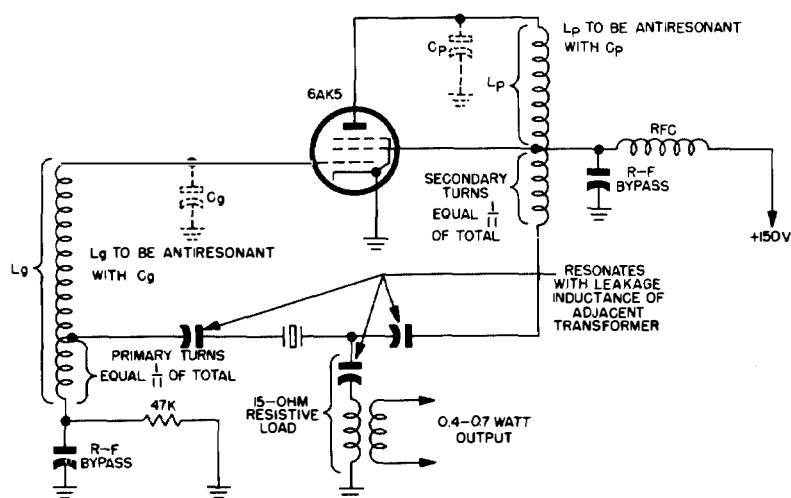 Lp TO BE ANTIRESONANT
WITH Cp
Cp
Lp
6AK5
RFC
R-F
BYPASS
+150V
SECONDARY
TURNS
EQUAL 1/11
OF TOTAL
Cg
Lg
Lg TO BE ANTIRESONANT
WITH Cg
RESONATES
WITH LEAKAGE
INDUCTANCE OF
ADJACENT
TRANSFORMER
PRIMARY TURNS
EQUAL 1/11 OF TOTAL
47K
R-F
BYPASS
15-OHM
RESISTIVE
LOAD
0.4-0.7 WATT
OUTPUT